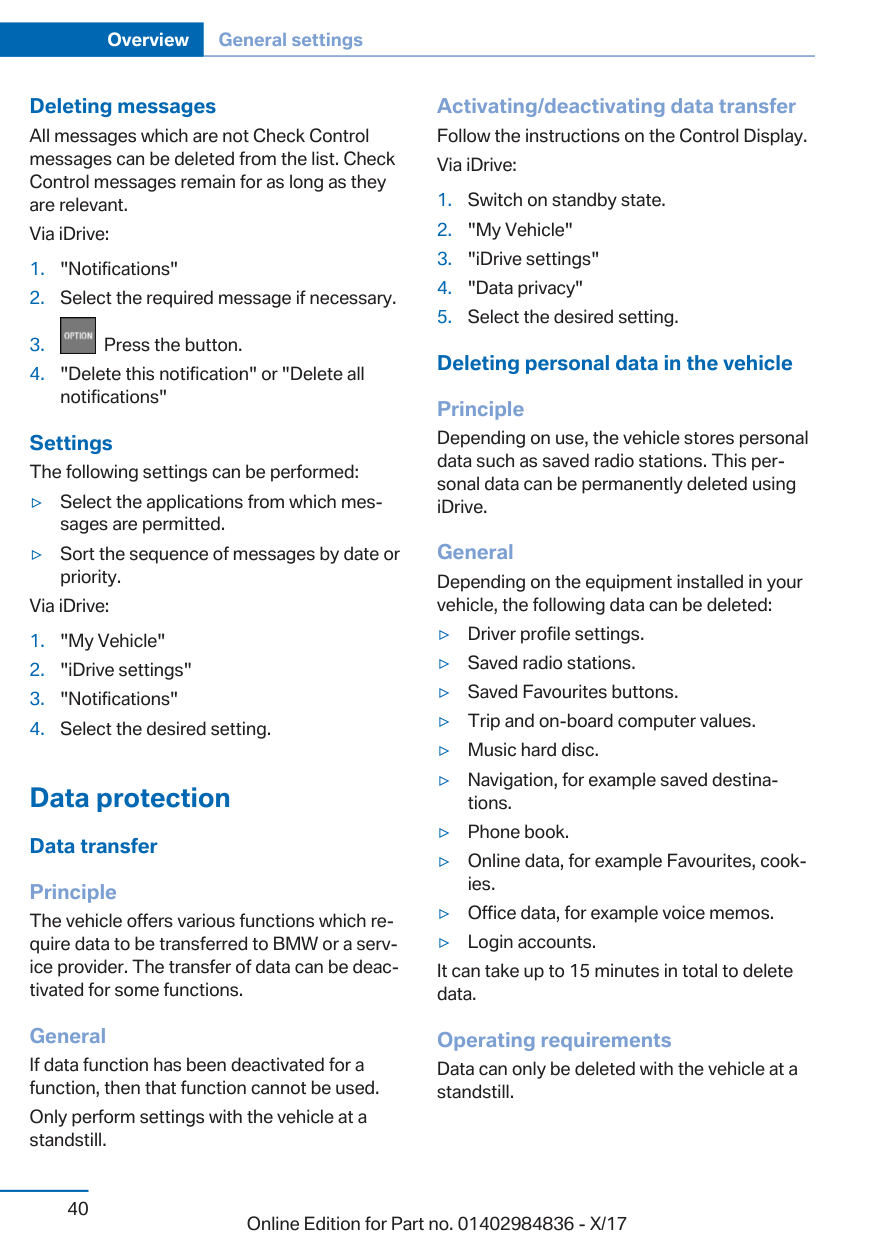 Overview General settings
Deleting messages
All messages which are not Check Control
messages can be deleted from the list. Check
Control messages remain for as long as they
are relevant.
Via iDrive:
1. "Notifications"
2. Select the required message if necessary.
3. OPTION Press the button.
4. "Delete this notification" or "Delete all
notifications"
Settings
The following settings can be performed:
▷ Select the applications from which mes-
sages are permitted.
▷ Sort the sequence of messages by date or
priority.
Via iDrive:
1. "My Vehicle"
2. "iDrive settings"
3. "Notifications"
4. Select the desired setting.
Data protection
Data transfer
Principle
The vehicle offers various functions which re-
quire data to be transferred to BMW or a serv-
ice provider. The transfer of data can be deac-
tivated for some functions.
General
If data function has been deactivated for a
function, then that function cannot be used.
Only perform settings with the vehicle at a
standstill.
Activating/deactivating data transfer
Follow the instructions on the Control Display.
Via iDrive:
1. Switch on standby state.
2. "My Vehicle"
3. "iDrive settings"
4. "Data privacy"
5. Select the desired setting.
Deleting personal data in the vehicle
Principle
Depending on use, the vehicle stores personal
data such as saved radio stations. This per-
sonal data can be permanently deleted using
iDrive.
General
Depending on the equipment installed in your
vehicle, the following data can be deleted:
▷ Driver profile settings.
▷ Saved radio stations.
▷ Saved Favourites buttons.
▷ Trip and on-board computer values.
▷ Music hard disc.
▷ Navigation, for example saved destina-
tions.
▷ Phone book.
▷ Online data, for example Favourites, cook-
ies.
▷ Office data, for example voice memos.
▷ Login accounts.
It can take up to 15 minutes in total to delete
data.
Operating requirements
Data can only be deleted with the vehicle at a
standstill.
40
Online Edition for Part no. 01402984836 - X/17